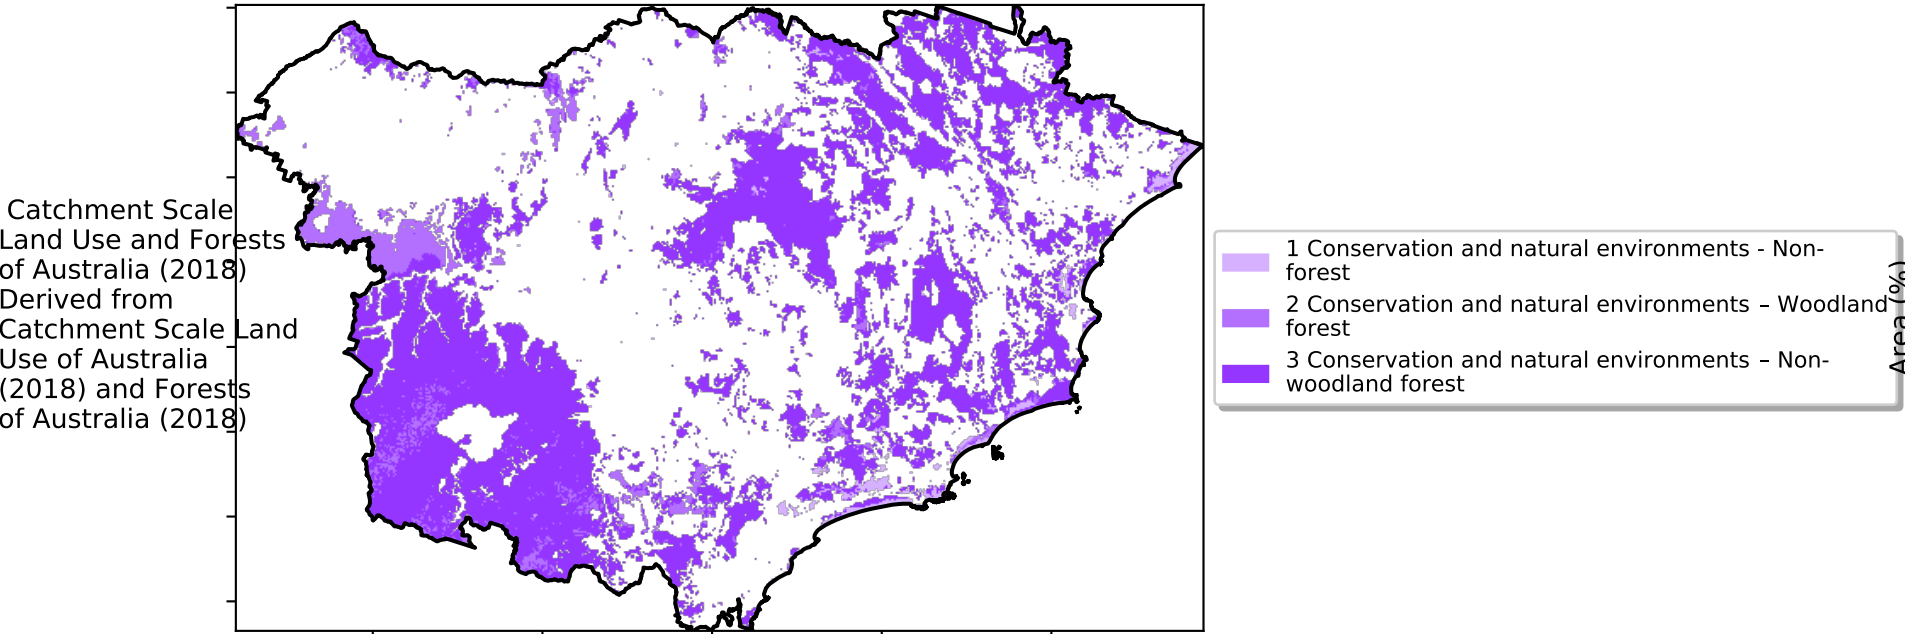 Catchment Scale
Land Use and Forests
of Australia (2018)
Derived from
Catchment Scale Land
Use of Australia
(2018) and Forests
of Australia (2018)
1 Conservation and natural environments - Non-
forest
2 Conservation and natural environments – Woodland
forest
3 Conservation and natural environments – Non-
woodland forest
Area (%)